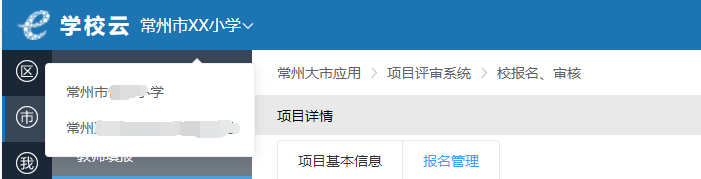 学校云 常州市XX小学
区
常州市 小学
常州大市应用 > 项目评审系统 > 校报名、审核
市
常州
项目详情
我
教师填报
项目基本信息 报名管理